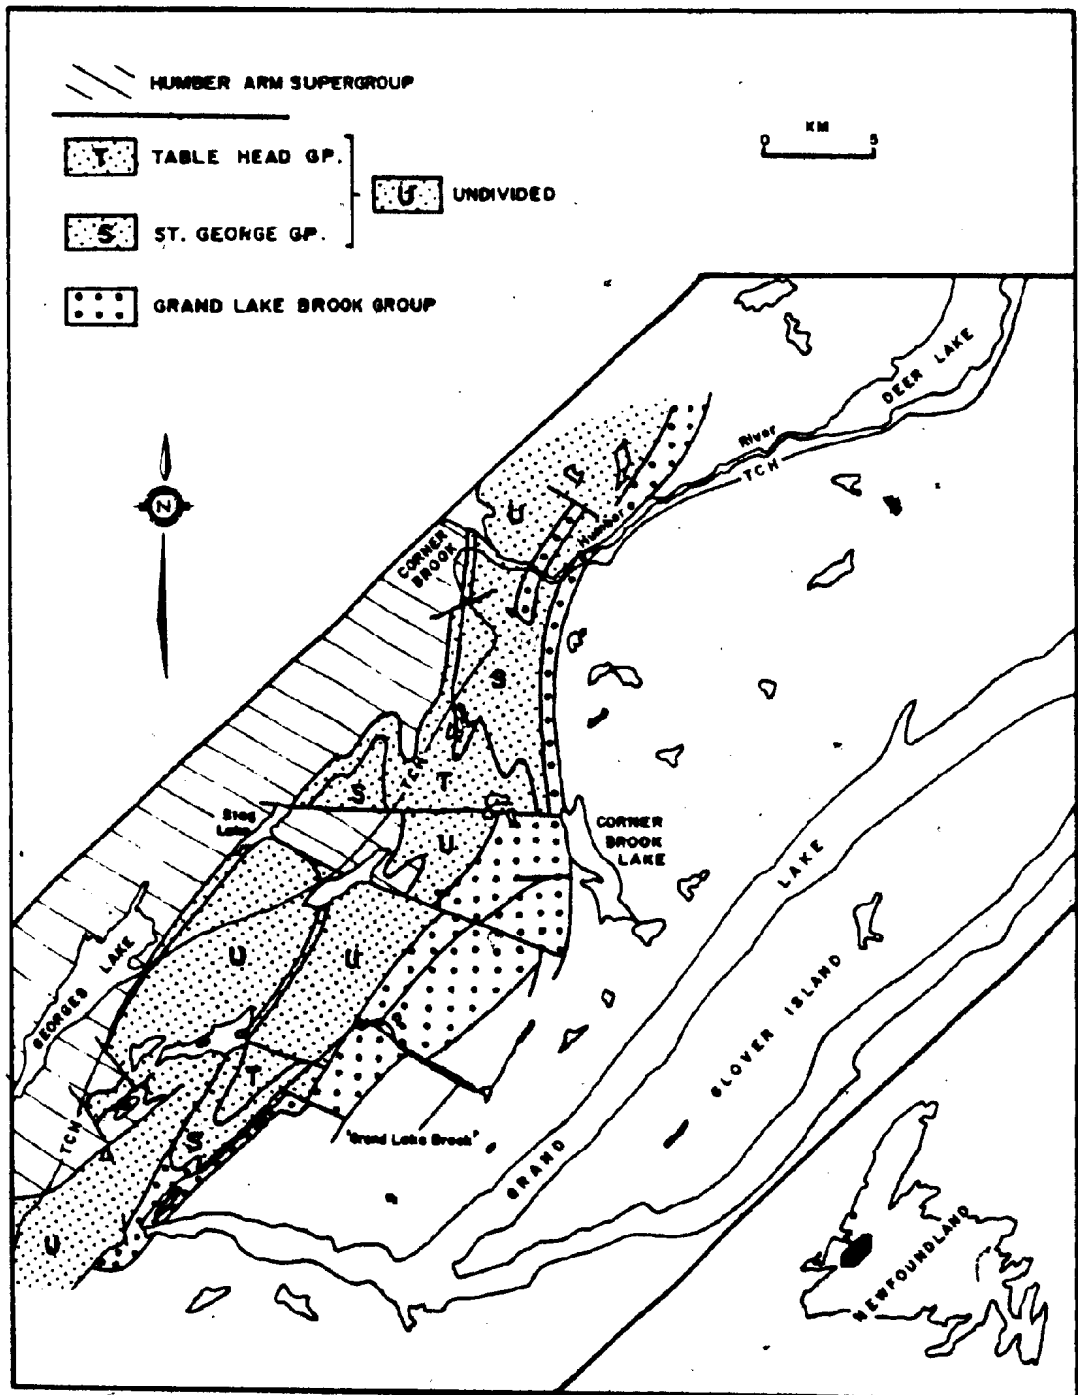 HUMBER ARM SUPERGROUP
T TABLE HEAD GP.
U UNDIVIDED
S ST. GEORGE GP.
GRAND LAKE BROOK GROUP
KM
0 5
N
DEER LAKE
River
TCH
Humber
U
CORNER
BROOK
S
TCH
T
S
Stag
Lake
CORNER
BROOK
LAKE
U
LAKE
U
U
GEORGES LAKE
GLOVER ISLAND
T
TCH
S
"Grand Lake Brook"
GRAND
U
NEWFOUNDLAND